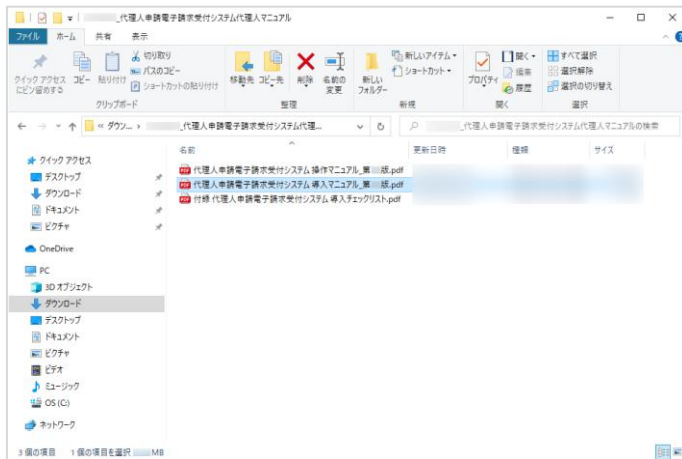 _代理人申請電子請求受付システム代理人マニュアル
ファイル ホーム 共有 表示
クイック アクセスにピン留めする
コピー
貼り付け
切り取り
パスのコピー
ショートカットの貼り付け
クリップボード
移動先
コピー先
削除
名前の変更
整理
新しいフォルダー
新しいアイテム
ショートカット
新規
プロパティ
開く
編集
履歴
開く
すべて選択
選択解除
選択の切り替え
選択
« ダウン... › _代理人申請電子請求受付システム代理...
_代理人申請電子請求受付システム代理人マニュアルの検索
名前 更新日時 種類 サイズ
代理人申請電子請求受付システム 操作マニュアル_第 版.pdf
代理人申請電子請求受付システム 導入マニュアル_第 版.pdf
付録 代理人申請電子請求受付システム 導入チェックリスト.pdf
クイック アクセス
デスクトップ
ダウンロード
ドキュメント
ピクチャ
OneDrive
PC
3D オブジェクト
ダウンロード
デスクトップ
ドキュメント
ピクチャ
ビデオ
ミュージック
OS (C:)
ネットワーク
3 個の項目 1 個の項目を選択 MB